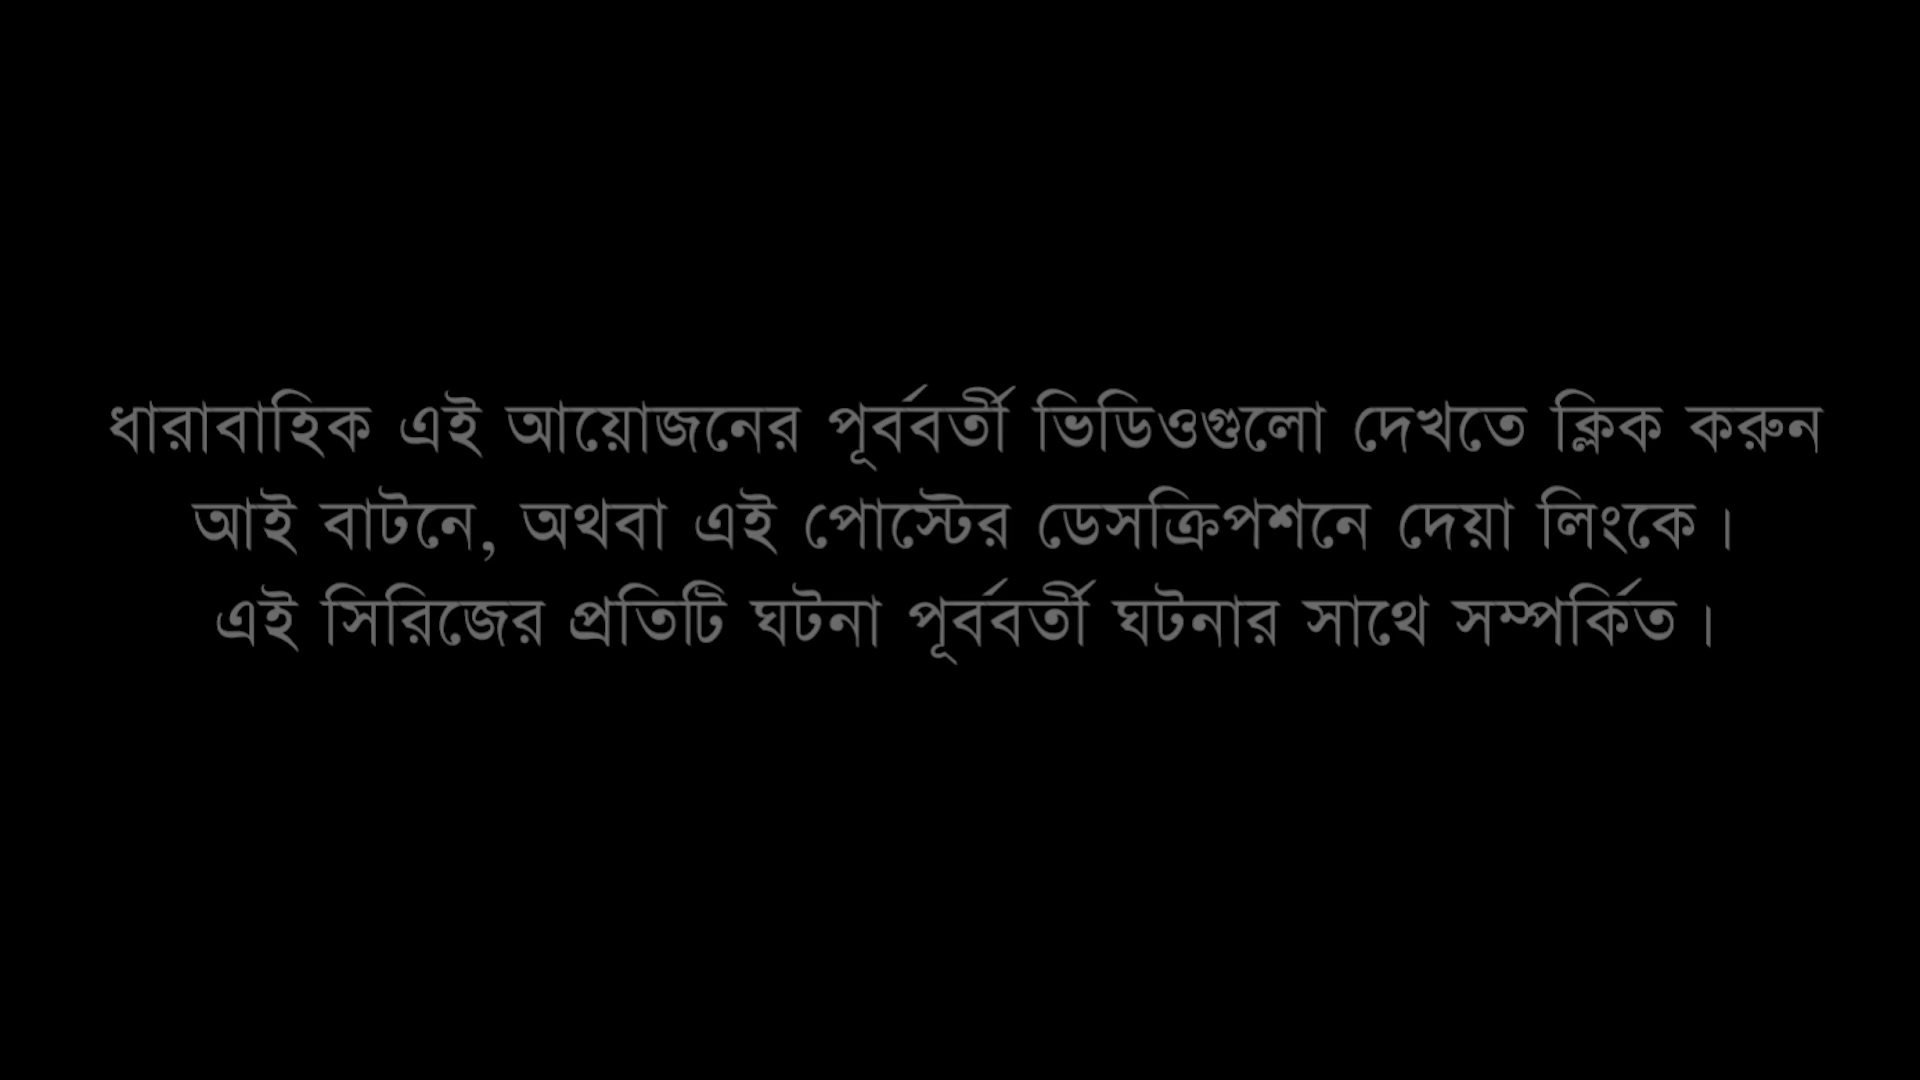 ধারাবাহিক এই আয়োজনের পূর্ববর্তী ভিডিওগুলো দেখতে ক্লিক করুন
আই বাটনে, অথবা এই পোস্টের ডেসক্রিপশনে দেয়া লিংকে।
এই সিরিজের প্রতিটি ঘটনা পূর্ববর্তী ঘটনার সাথে সম্পর্কিত।